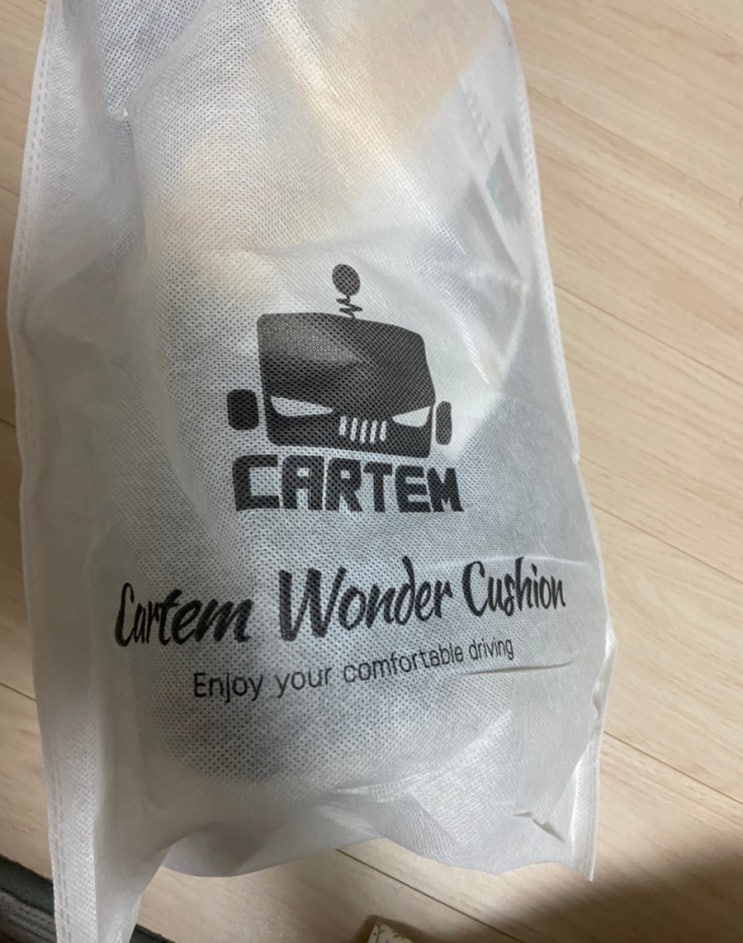 CARTEM
Cartem Wonder Cushion
Enjoy your comfortable driving